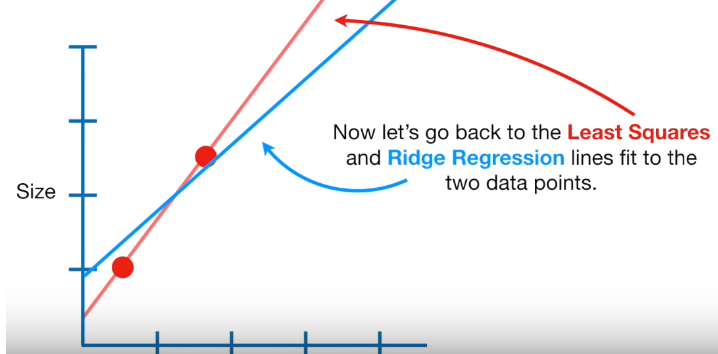 Now let's go back to the Least Squares
and Ridge Regression lines fit to the
two data points.
Size